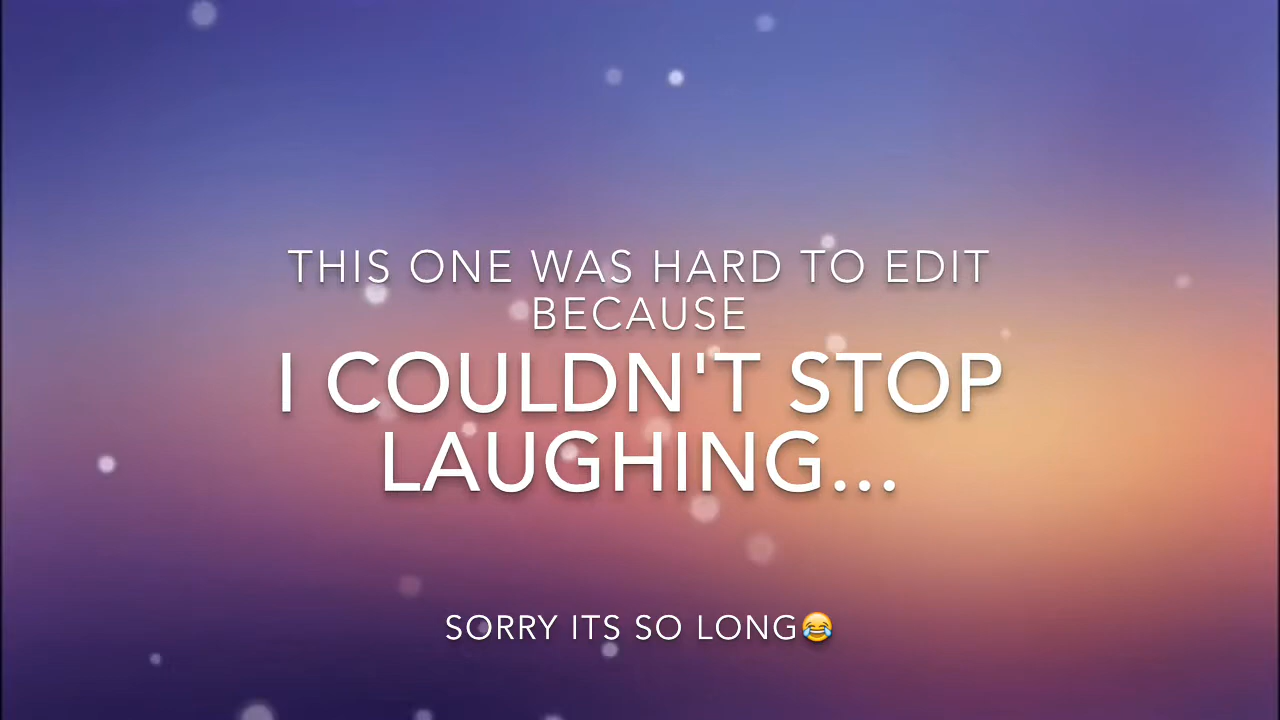 THIS ONE WAS HARD TO EDIT
BECAUSE
I COULDN'T STOP
LAUGHING...
SORRY ITS SO LONG😂